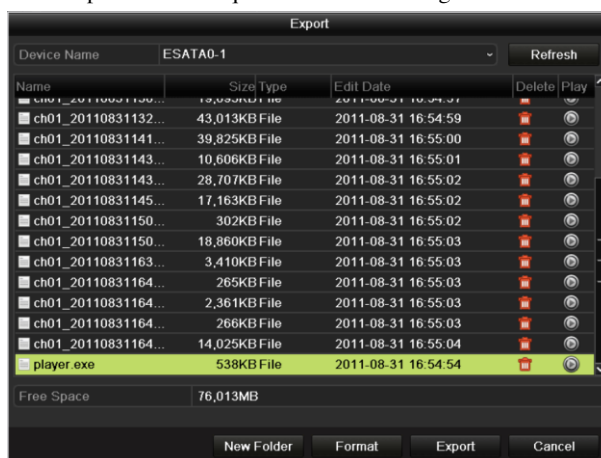 Export
Device Name ESATA0-1 Refresh
Name Size Type Edit Date Delete Play
ch01_20110831132... 43,013KB File 2011-08-31 16:54:59
ch01_20110831141... 39,825KB File 2011-08-31 16:55:00
ch01_20110831143... 10,606KB File 2011-08-31 16:55:01
ch01_20110831143... 28,707KB File 2011-08-31 16:55:02
ch01_20110831145... 17,163KB File 2011-08-31 16:55:02
ch01_20110831150... 302KB File 2011-08-31 16:55:02
ch01_20110831150... 18,860KB File 2011-08-31 16:55:03
ch01_20110831163... 3,410KB File 2011-08-31 16:55:03
ch01_20110831164... 265KB File 2011-08-31 16:55:03
ch01_20110831164... 2,361KB File 2011-08-31 16:55:03
ch01_20110831164... 266KB File 2011-08-31 16:55:03
ch01_20110831164... 14,025KB File 2011-08-31 16:55:04
player.exe 538KB File 2011-08-31 16:54:54
Free Space 76,013MB
New Folder Format Export Cancel